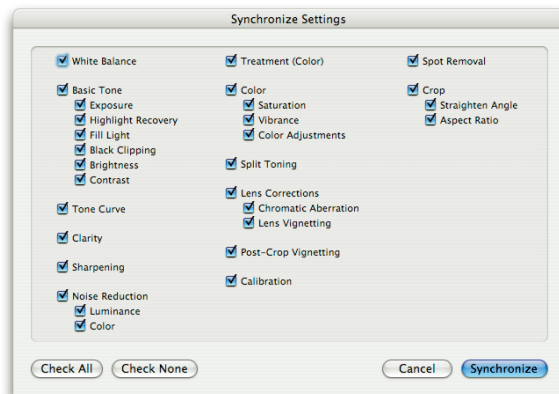 Synchronize Settings
White Balance
Basic Tone
Exposure
Highlight Recovery
Fill Light
Black Clipping
Brightness
Contrast
Tone Curve
Clarity
Sharpening
Noise Reduction
Luminance
Color
Treatment (Color)
Color
Saturation
Vibrance
Color Adjustments
Split Toning
Lens Corrections
Chromatic Aberration
Lens Vignetting
Post-Crop Vignetting
Calibration
Spot Removal
Crop
Straighten Angle
Aspect Ratio
Check All
Check None
Cancel
Synchronize